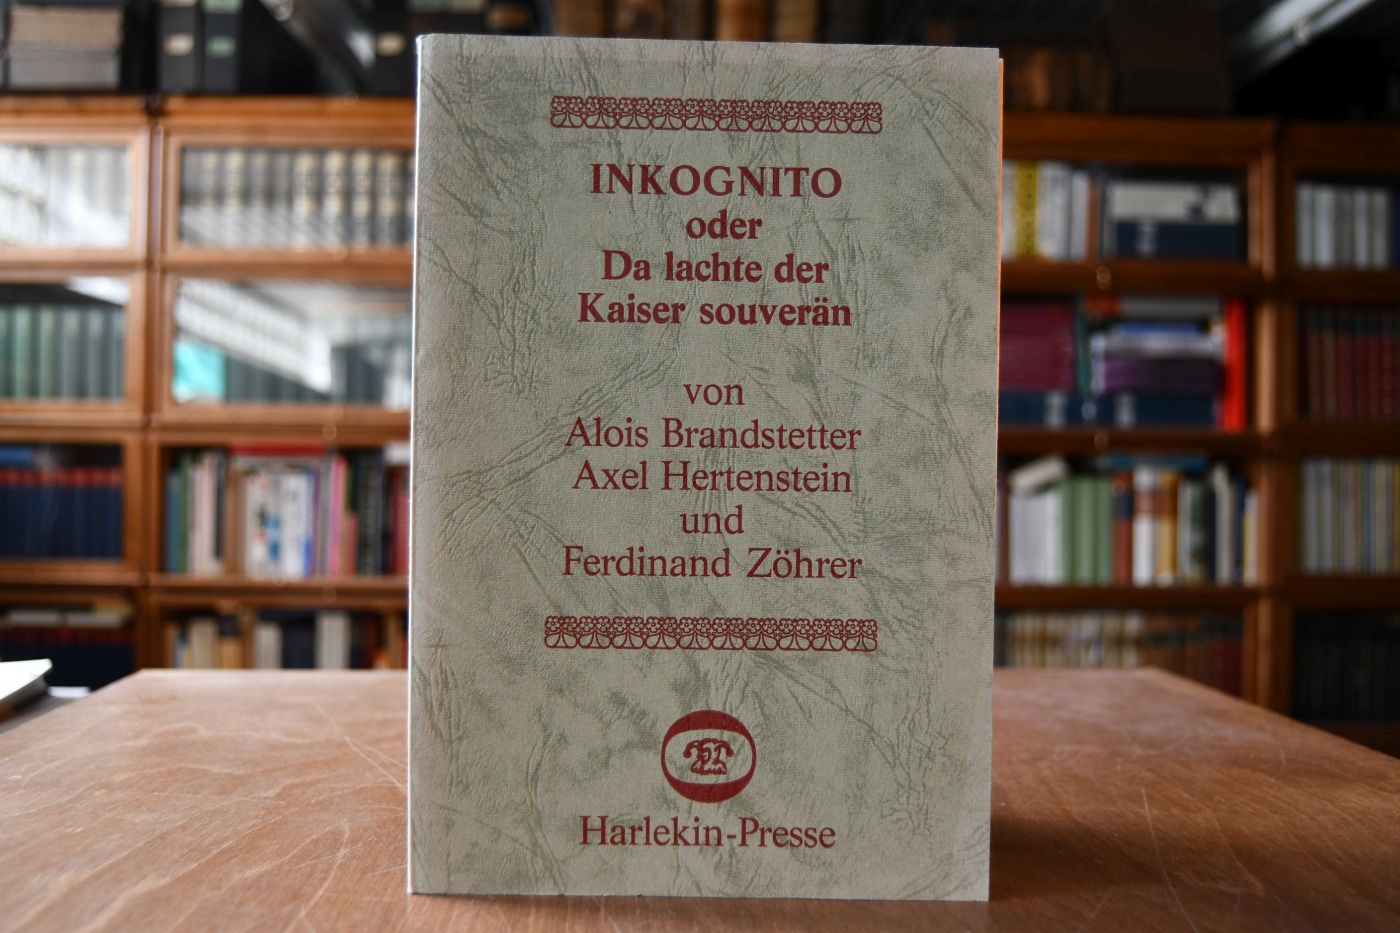 INKOGNITO
oder
Da lachte der
Kaiser souverän
von
Alois Brandstetter
Axel Hertenstein
und
Ferdinand Zöhrer
Harlekin-Presse